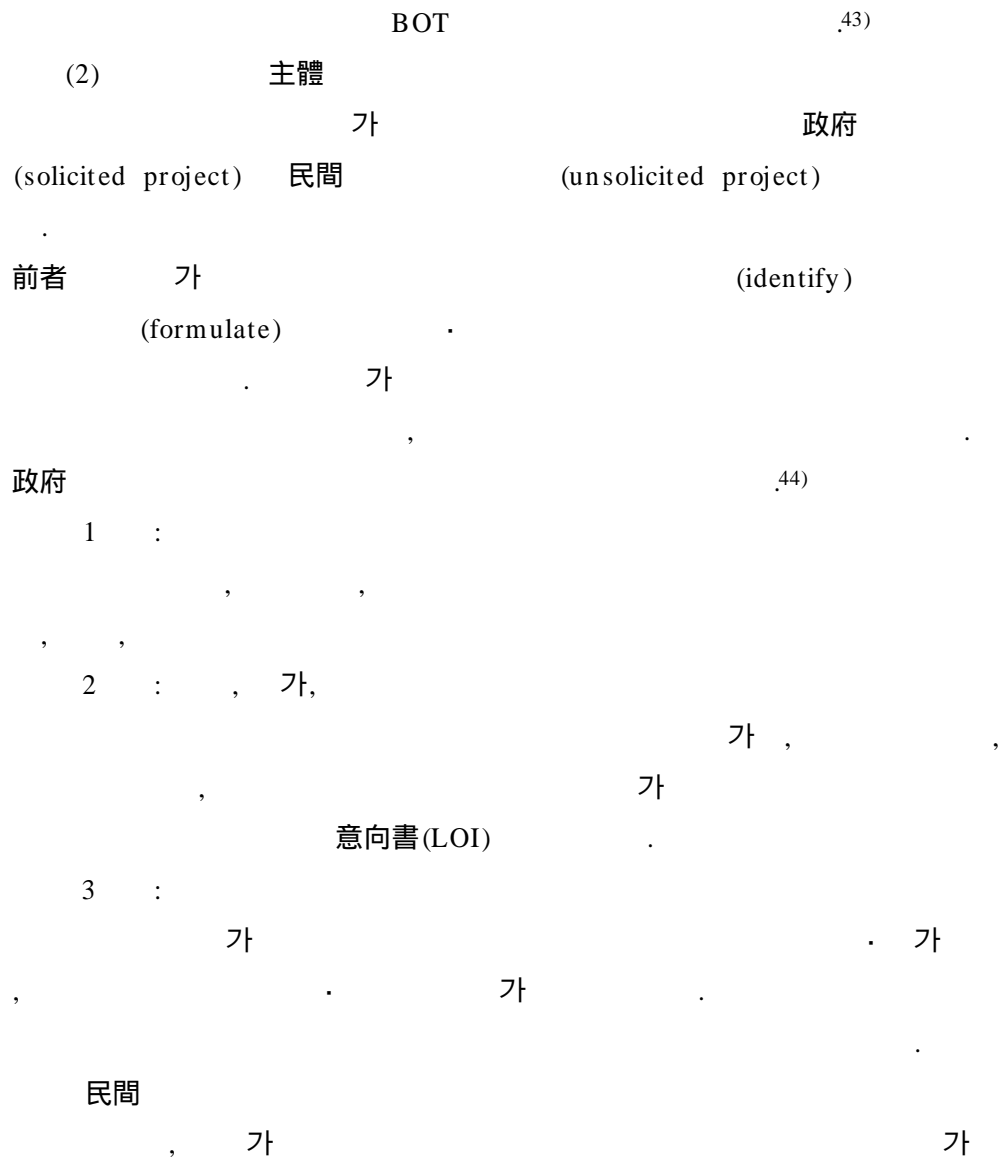 BOT .43)
(2) 主體
가 政府
(solicited project) 民間 (unsolicited project)
.
前者 가 (identify)
(formulate) ·
. 가
, .
政府 .44)
1 :
, ,
, ,
2 : , 가,
가 , ,
, 가
意向書(LOI) .
3 :
가 · 가
, · 가 .
.
民間
, 가 가